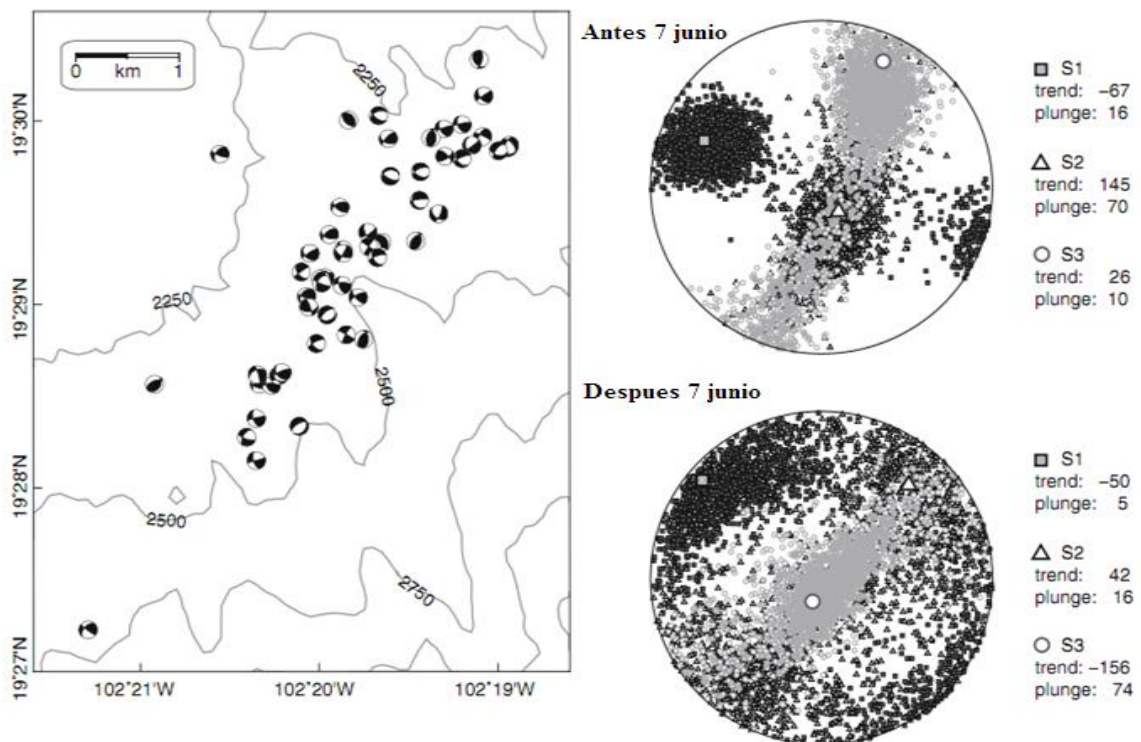 0 km 1
2250
2250
2500
2500
2750
19°30'N
19°29'N
19°28'N
19°27'N
102°21'W 102°20'W 102°19'W
Antes 7 junio
S1
trend: -67
plunge: 16
S2
trend: 145
plunge: 70
S3
trend: 26
plunge: 10
Despues 7 junio
S1
trend: -50
plunge: 5
S2
trend: 42
plunge: 16
S3
trend: -156
plunge: 74